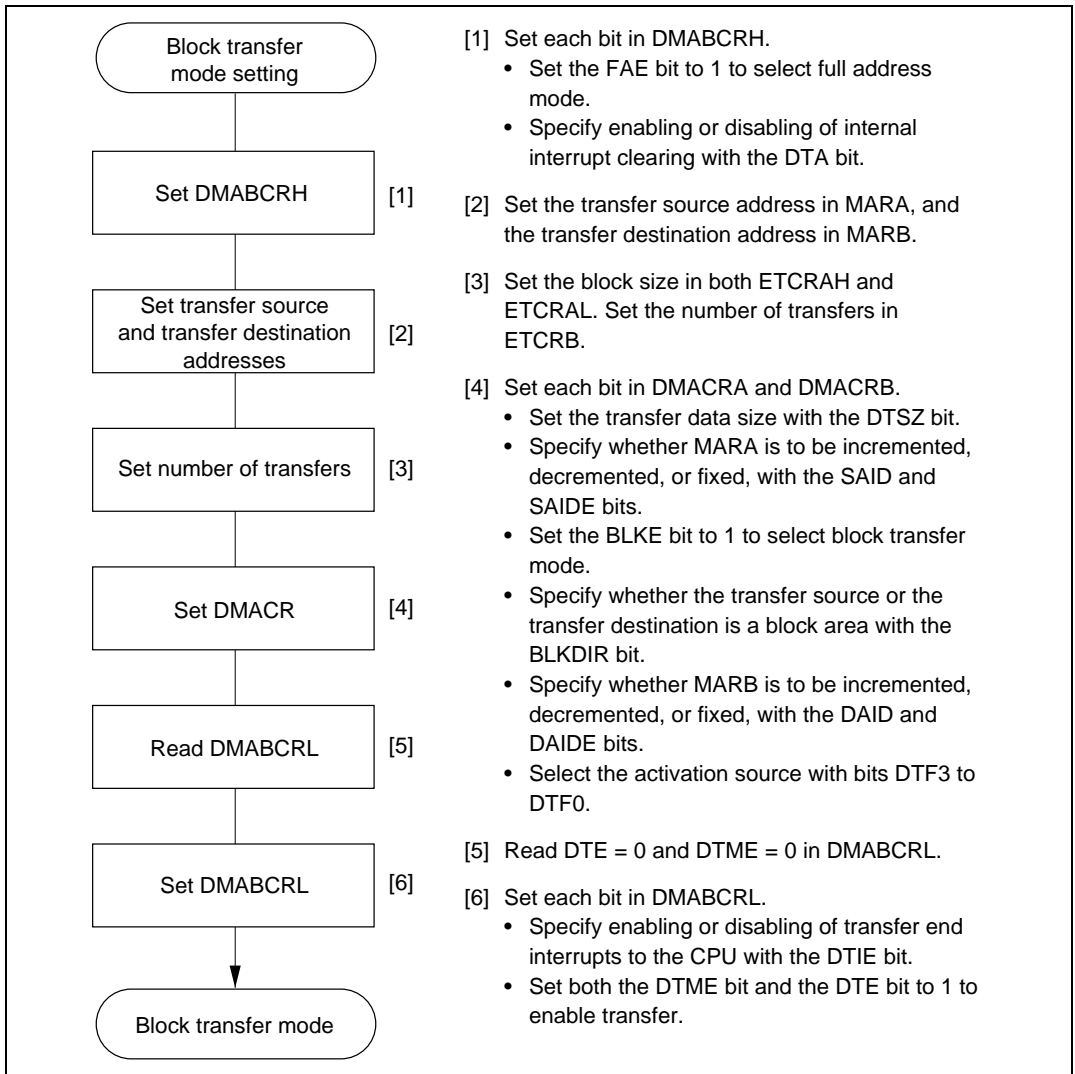 Block transfer
mode setting
Set DMABCRH
[1]
Set transfer source
and transfer destination
addresses
[2]
Set number of transfers
[3]
Set DMACR
[4]
Read DMABCRL
[5]
Set DMABCRL
[6]
Block transfer mode
[1] Set each bit in DMABCRH.
• Set the FAE bit to 1 to select full address
mode.
• Specify enabling or disabling of internal
interrupt clearing with the DTA bit.
[2] Set the transfer source address in MARA, and
the transfer destination address in MARB.
[3] Set the block size in both ETCRAH and
ETCRAL. Set the number of transfers in
ETCRB.
[4] Set each bit in DMACRA and DMACRB.
• Set the transfer data size with the DTSZ bit.
• Specify whether MARA is to be incremented,
decremented, or fixed, with the SAID and
SAIDE bits.
• Set the BLKE bit to 1 to select block transfer
mode.
• Specify whether the transfer source or the
transfer destination is a block area with the
BLKDIR bit.
• Specify whether MARB is to be incremented,
decremented, or fixed, with the DAID and
DAIDE bits.
• Select the activation source with bits DTF3 to
DTF0.
[5] Read DTE = 0 and DTME = 0 in DMABCRL.
[6] Set each bit in DMABCRL.
• Specify enabling or disabling of transfer end
interrupts to the CPU with the DTIE bit.
• Set both the DTME bit and the DTE bit to 1 to
enable transfer.